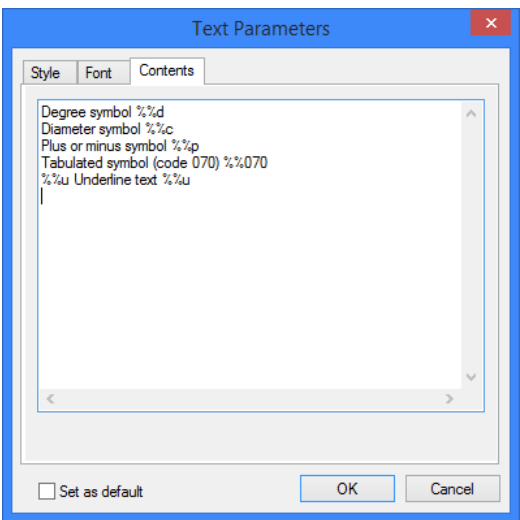 Text Parameters
Style Font Contents
Degree symbol %%d
Diameter symbol %%c
Plus or minus symbol %%p
Tabulated symbol (code 070) %%070
%%u Underline text %%u
Set as default OK Cancel